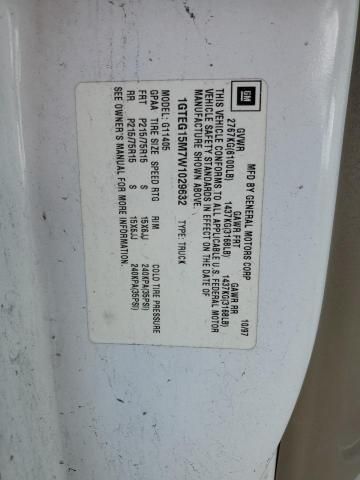 GM
MFD BY GENERAL MOTORS CORP 10/97
GVWR GAWR FRT GAWR RR
2767KG(6100LB) 1437KG(3168LB) 1437KG(3168LB)
THIS VEHICLE CONFORMS TO ALL APPLICABLE U.S. FEDERAL MOTOR
VEHICLE SAFETY STANDARDS IN EFFECT ON THE DATE OF
MANUFACTURE SHOWN ABOVE.
1GTEG15M7W1029632 TYPE: TRUCK
MODEL: G11405
GPAA TIRE SIZE SPEED RTG RIM COLD TIRE PRESSURE
FRT P215/75R15 S 15X6JJ 240KPA(35PSI)
RR P215/75R15 S 15X6JJ 240KPA(35PSI)
SEE OWNER'S MANUAL FOR MORE INFORMATION.